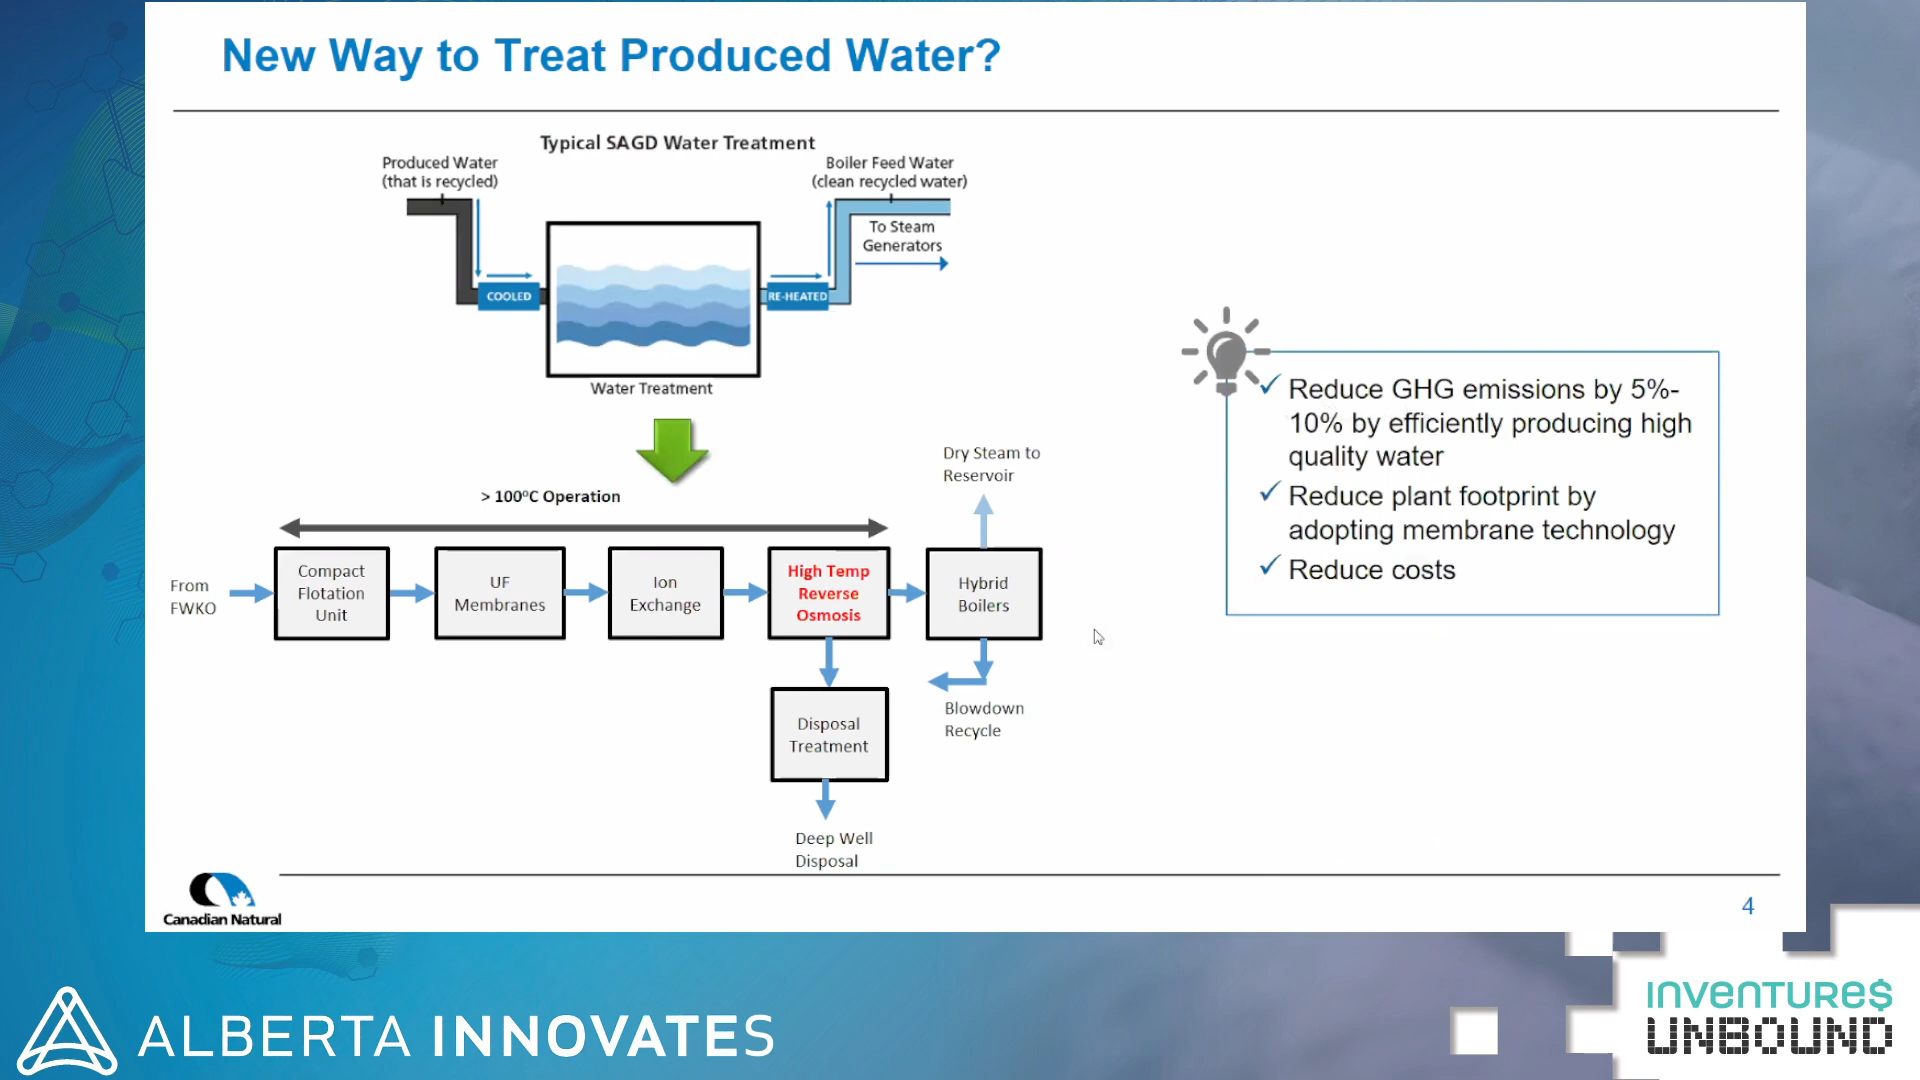 New Way to Treat Produced Water?
Typical SAGD Water Treatment
Produced Water
(that is recycled)
Boiler Feed Water
(clean recycled water)
To Steam
Generators
COOLED
RE-HEATED
Water Treatment
Reduce GHG emissions by 5%-
10% by efficiently producing high
quality water
Reduce plant footprint by
adopting membrane technology
Reduce costs
Dry Steam to
Reservoir
> 100°C Operation
From
FWKO
Compact
Flotation
Unit
UF
Membranes
Ion
Exchange
High Temp
Reverse
Osmosis
Hybrid
Boilers
Disposal
Treatment
Blowdown
Recycle
Deep Well
Disposal
Canadian Natural
4
ALBERTA INNOVATES
INVENTURE$
UNBOUND